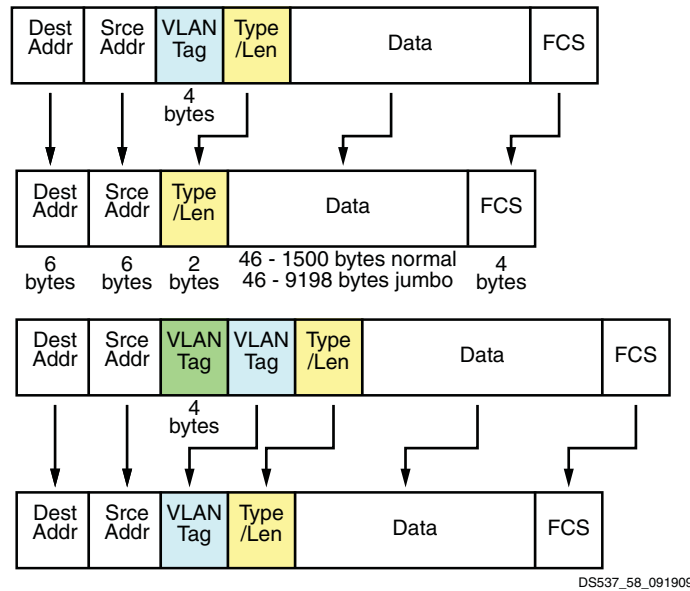 Dest Addr Srce Addr VLAN Tag Type /Len Data FCS
4 bytes
Dest Addr Srce Addr Type /Len Data FCS
6 bytes 6 bytes 2 bytes 46 - 1500 bytes normal 46 - 9198 bytes jumbo 4 bytes
Dest Addr Srce Addr VLAN Tag VLAN Tag Type /Len Data FCS
4 bytes
Dest Addr Srce Addr VLAN Tag Type /Len Data FCS
DS537_58_091909